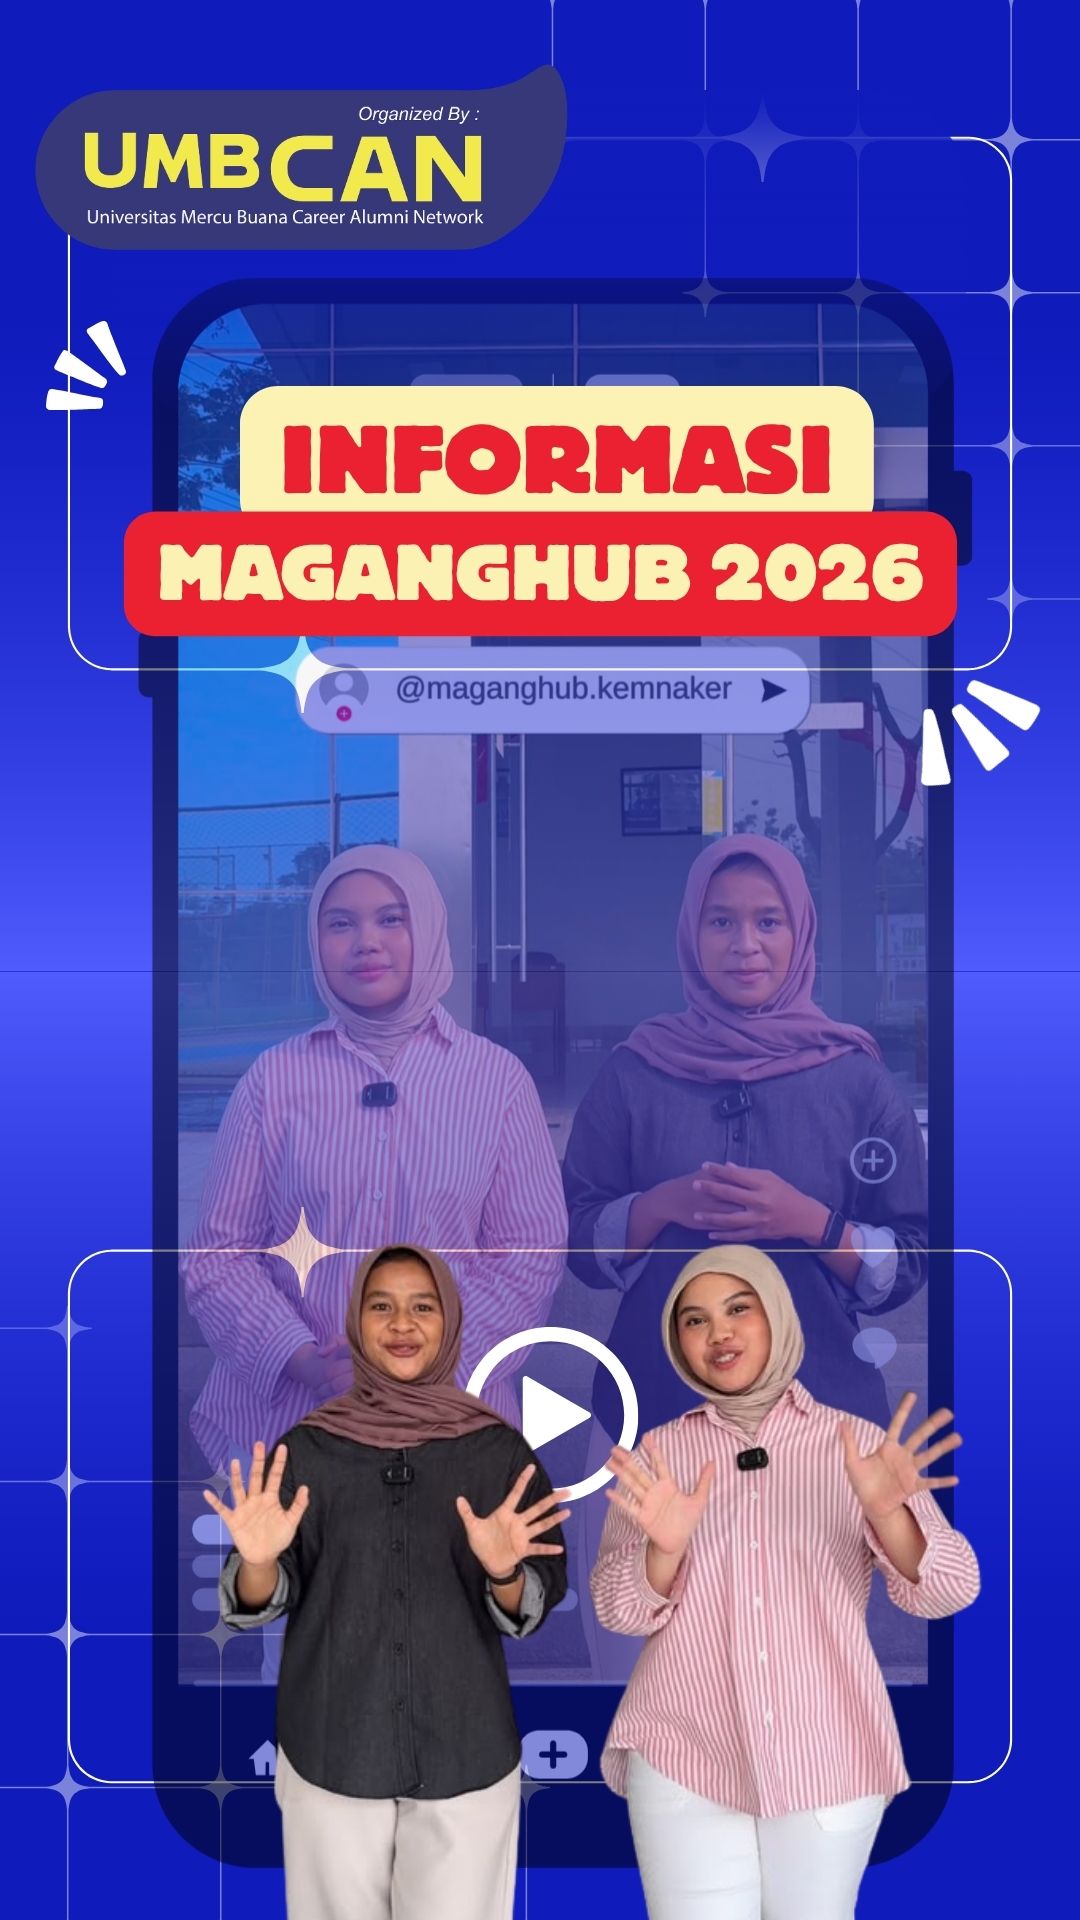 Organized By :
UMBCAN
Universitas Mercu Buana Career Alumni Network
INFORMASI
MAGANGHUB 2026
@maganghub.kemnaker